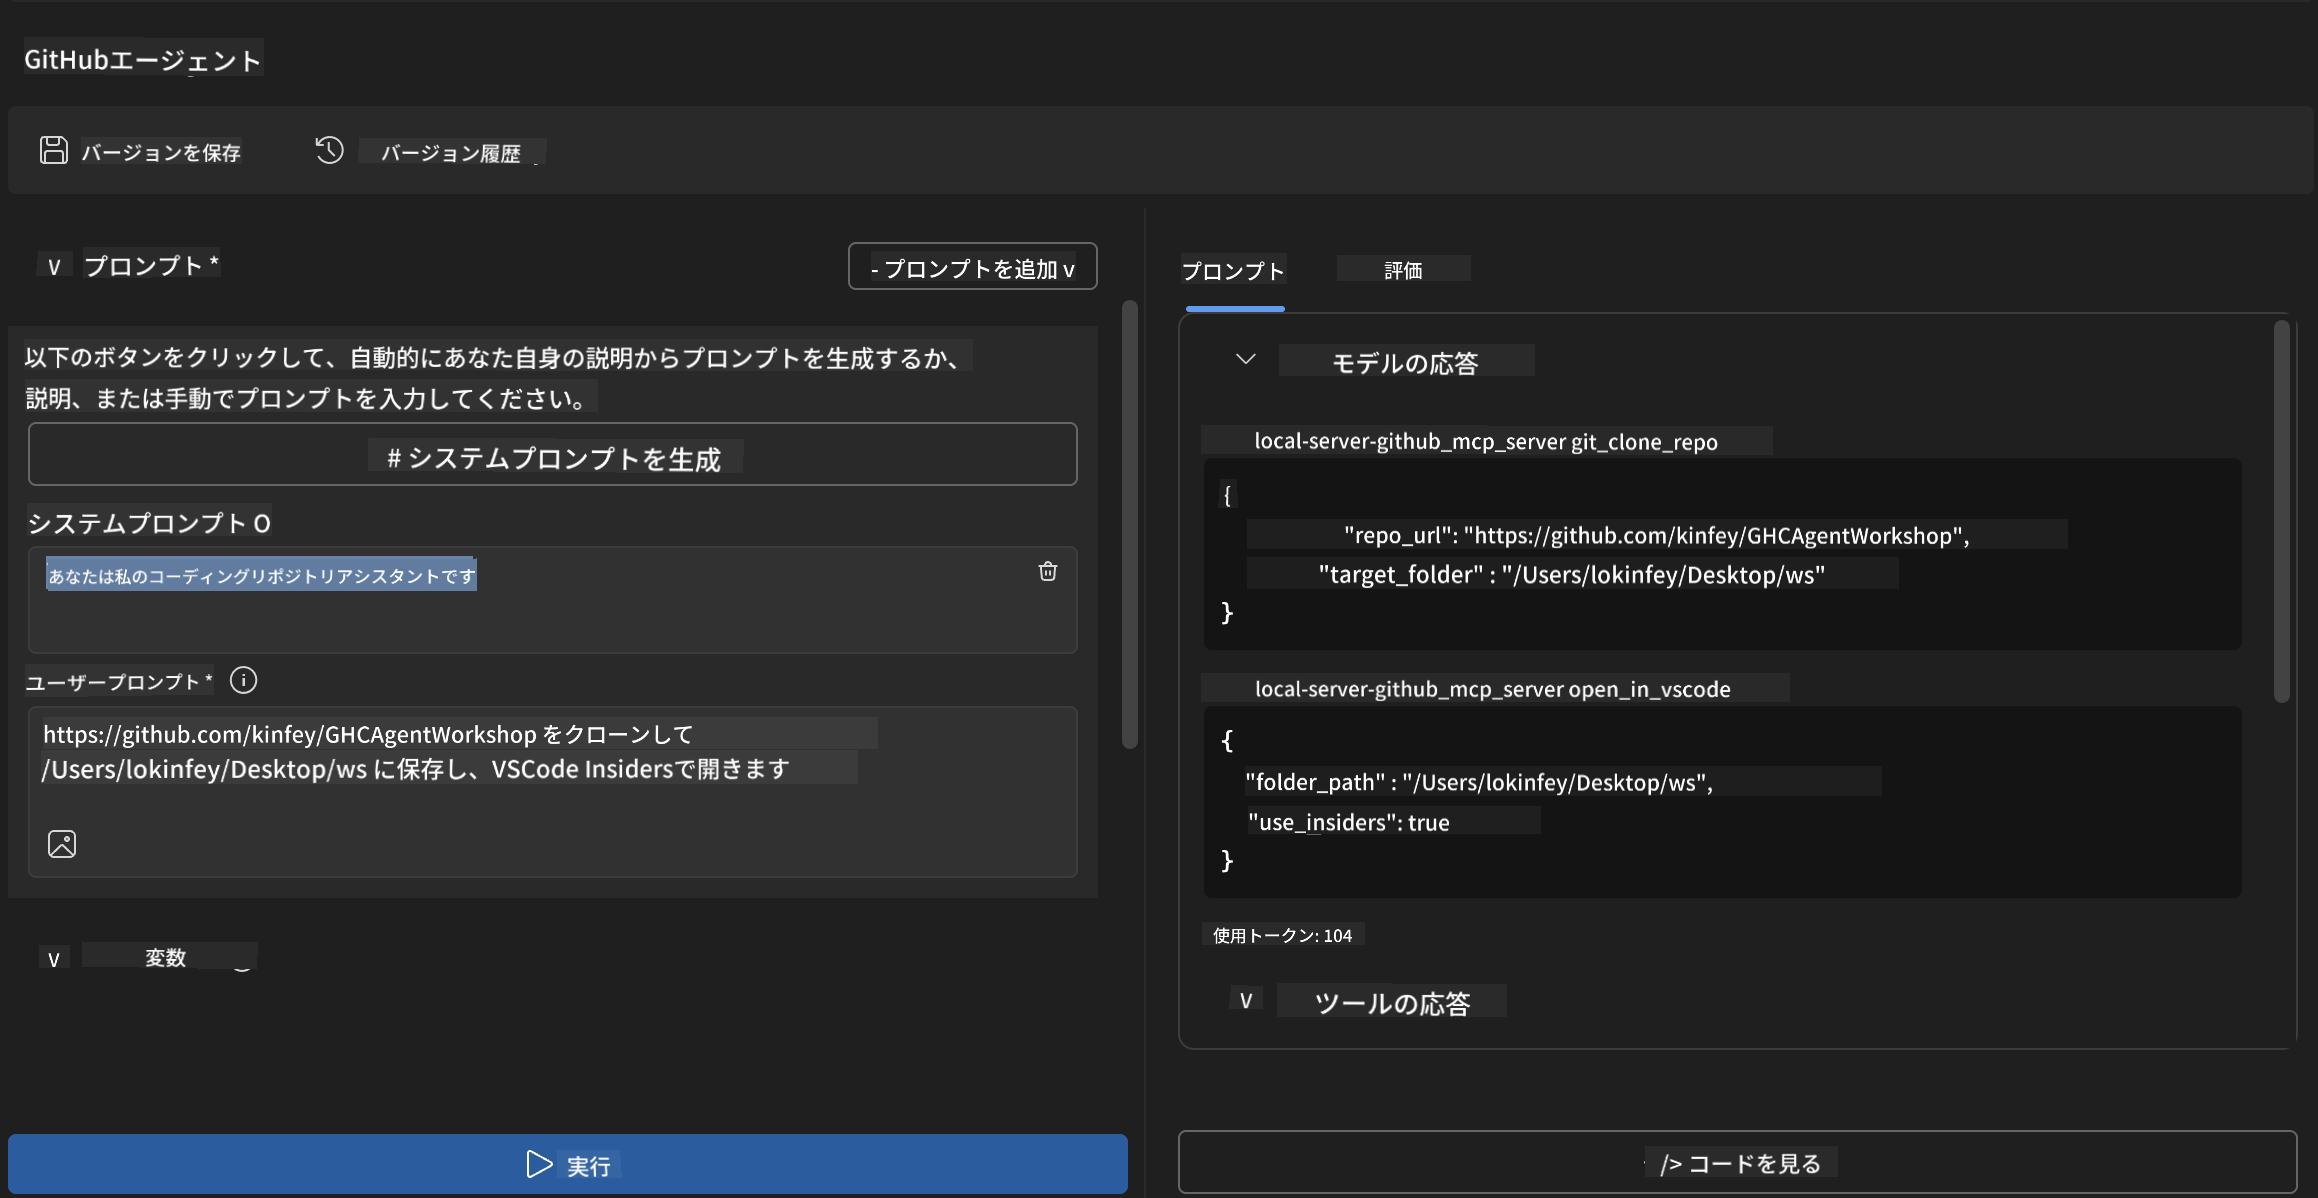 GitHubエージェント
バージョンを保存
バージョン履歴
v プロンプト *
- プロンプトを追加 v
以下のボタンをクリックして、自動的にあなた自身の説明からプロンプトを生成するか、
説明、または手動でプロンプトを入力してください。
# システムプロンプトを生成
システムプロンプト O
あなたは私のコーディングリポジトリアシスタントです
ユーザープロンプト *
https://github.com/kinfey/GHCAgentWorkshop をクローンして
/Users/lokinfey/Desktop/ws に保存し、VSCode Insidersで開きます
v 変数
実行
プロンプト
評価
モデルの応答
local-server-github_mcp_server git_clone_repo
{
"repo_url": "https://github.com/kinfey/GHCAgentWorkshop",
"target_folder" : "/Users/lokinfey/Desktop/ws"
}
local-server-github_mcp_server open_in_vscode
{
"folder_path" : "/Users/lokinfey/Desktop/ws",
"use_insiders": true
}
使用トークン: 104
v ツールの応答
/> コードを見る